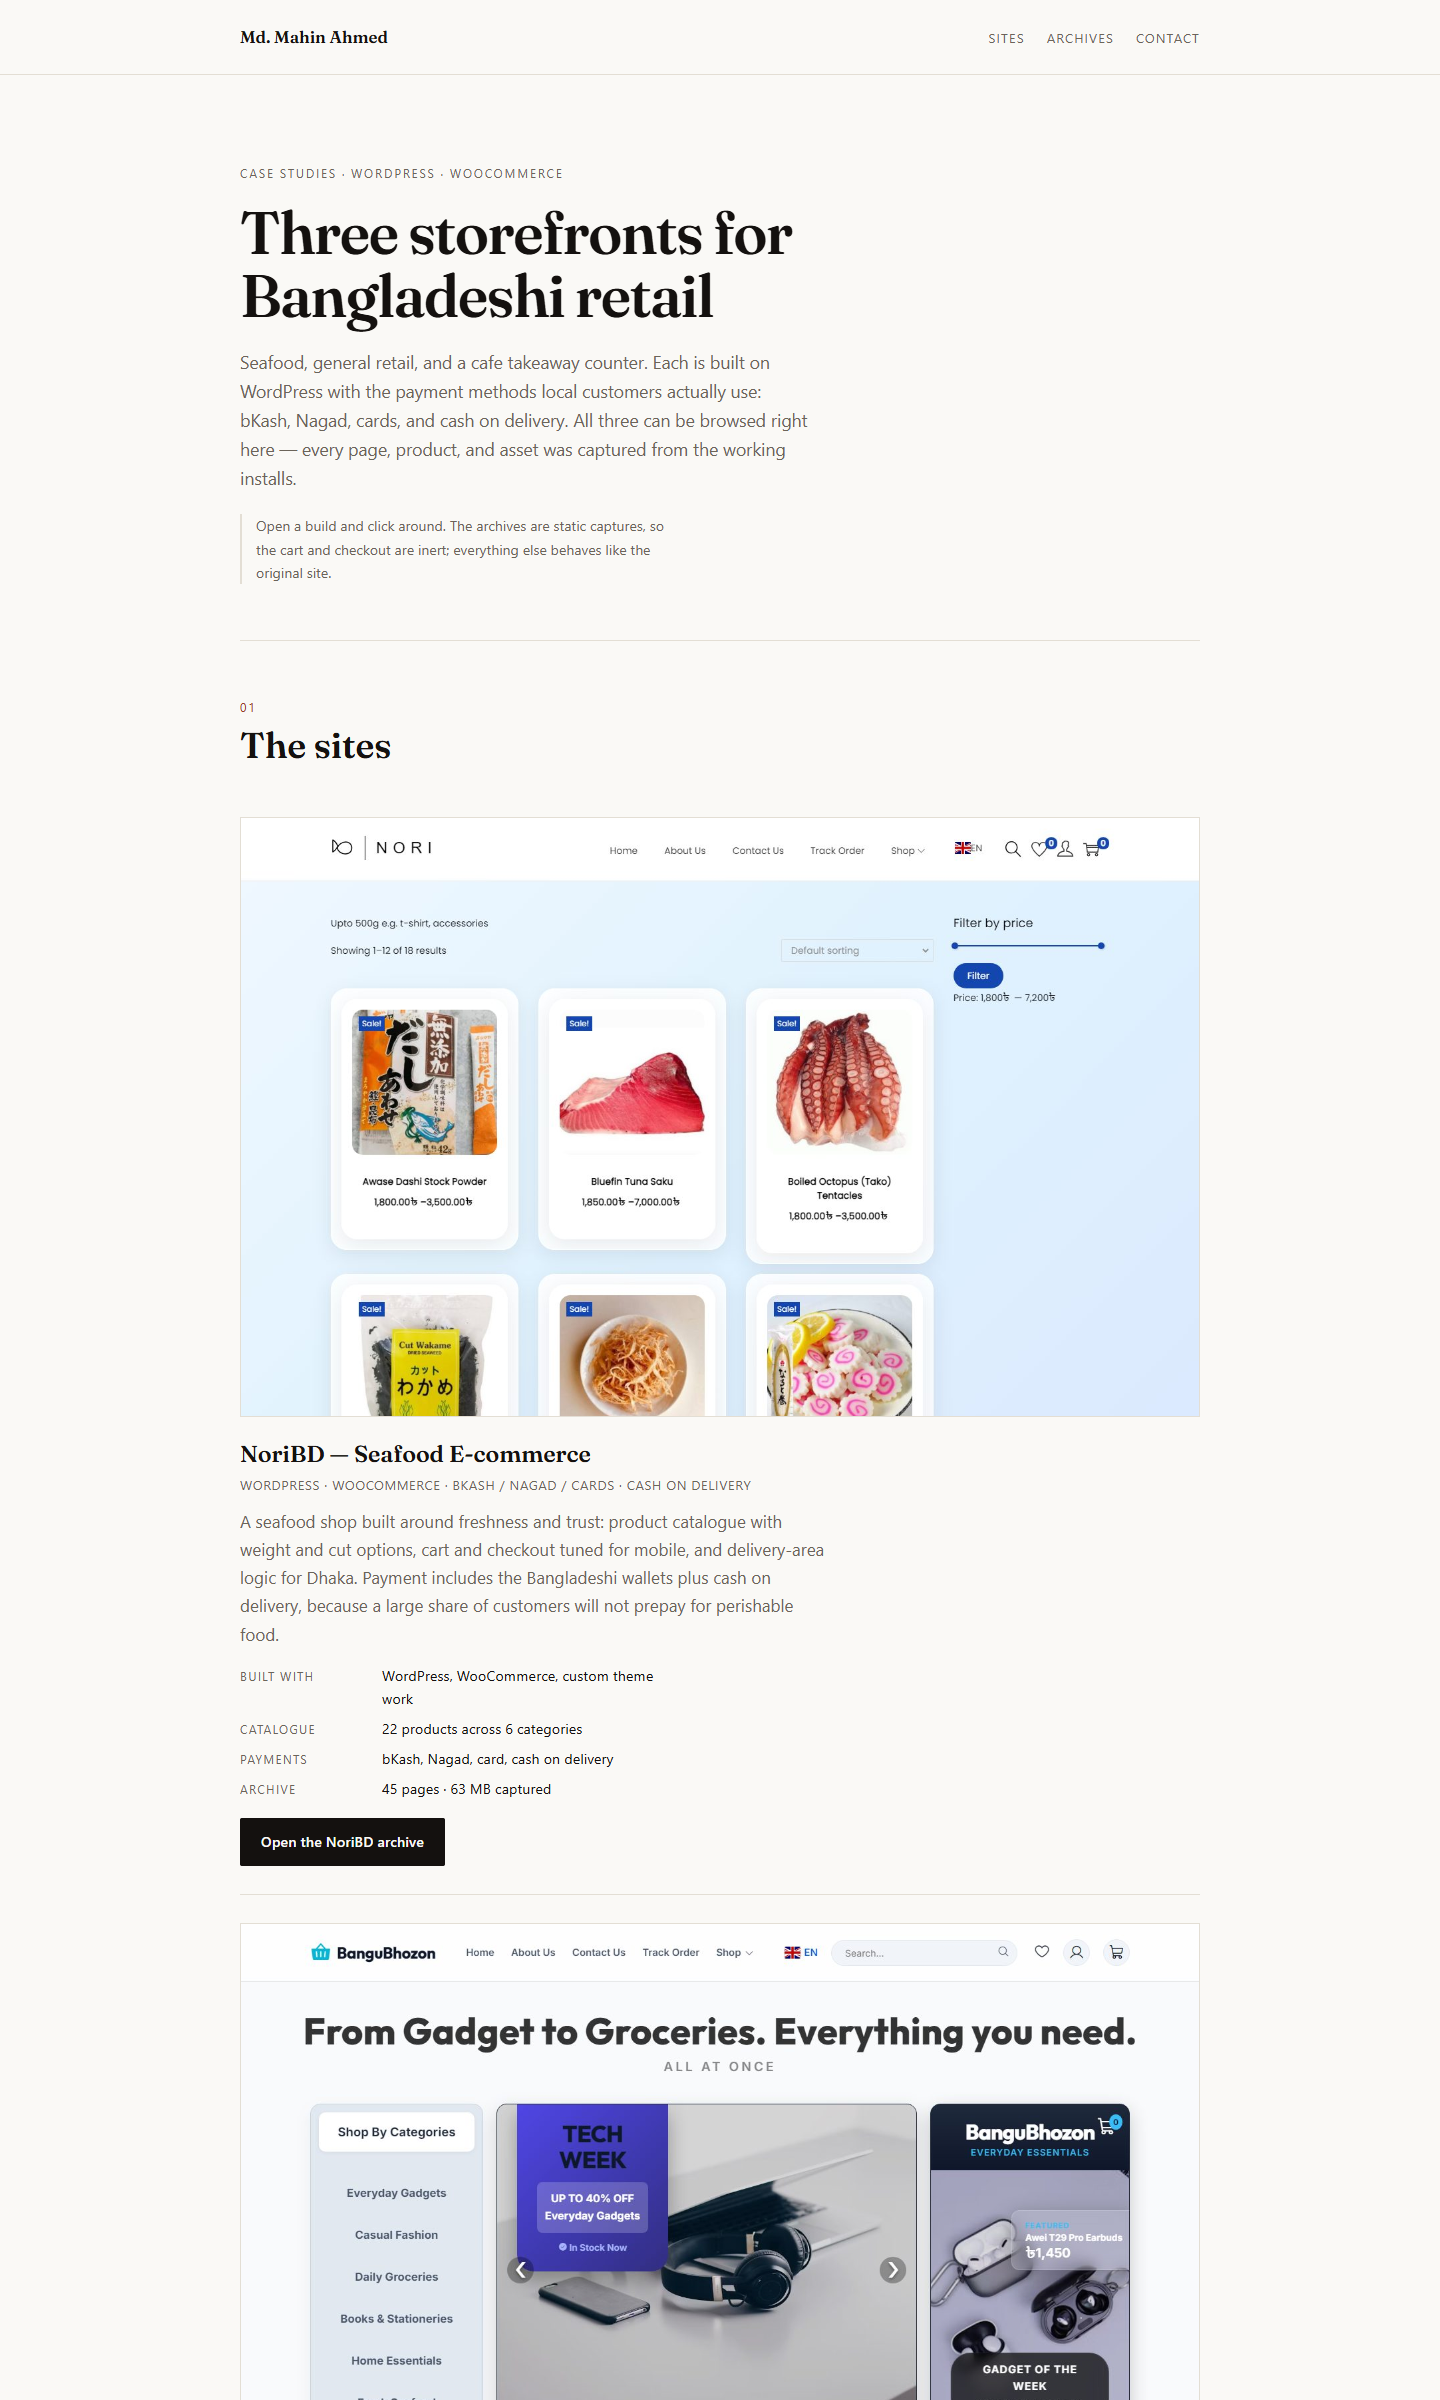 Md. Mahin Ahmed
SITES ARCHIVES CONTACT
CASE STUDIES · WORDPRESS · WOOCOMMERCE
Three storefronts for
Bangladeshi retail
Seafood, general retail, and a cafe takeaway counter. Each is built on
WordPress with the payment methods local customers actually use:
bKash, Nagad, cards, and cash on delivery. All three can be browsed right
here — every page, product, and asset was captured from the working
installs.
Open a build and click around. The archives are static captures, so
the cart and checkout are inert; everything else behaves like the
original site.
01
The sites
NORI
Home About Us Contact Us Track Order Shop EN 0 0
Upto 500g e.g. t-shirt, accessories
Showing 1–12 of 18 results
Default sorting
Filter by price
Filter
Price: 1,800৳ — 7,200৳
Sale! Sale! Sale!
無添加
だし
あわせ
42g
Awase Dashi Stock Powder
1,800.00৳ –3,500.00৳
Bluefin Tuna Saku
1,850.00৳ –7,000.00৳
Boiled Octopus (Tako)
Tentacles
1,800.00৳ –3,500.00৳
Sale! Sale! Sale!
Cut Wakame
DRIED SEAWEED
カット
わかめ
NoriBD — Seafood E-commerce
WORDPRESS · WOOCOMMERCE · BKASH / NAGAD / CARDS · CASH ON DELIVERY
A seafood shop built around freshness and trust: product catalogue with
weight and cut options, cart and checkout tuned for mobile, and delivery-area
logic for Dhaka. Payment includes the Bangladeshi wallets plus cash on
delivery, because a large share of customers will not prepay for perishable
food.
BUILT WITH WordPress, WooCommerce, custom theme
work
CATALOGUE 22 products across 6 categories
PAYMENTS bKash, Nagad, card, cash on delivery
ARCHIVE 45 pages · 63 MB captured
Open the NoriBD archive
BanguBhozon
Home About Us Contact Us Track Order Shop EN Search...
From Gadget to Groceries. Everything you need.
ALL AT ONCE
Shop By Categories
Everyday Gadgets
Casual Fashion
Daily Groceries
Books & Stationeries
Home Essentials
TECH
WEEK
UP TO 40% OFF
Everyday Gadgets
In Stock Now
BanguBhozon 0
EVERYDAY ESSENTIALS
FEATURED
Awei T29 Pro Earbuds
৳1,450
GADGET OF THE
WEEK